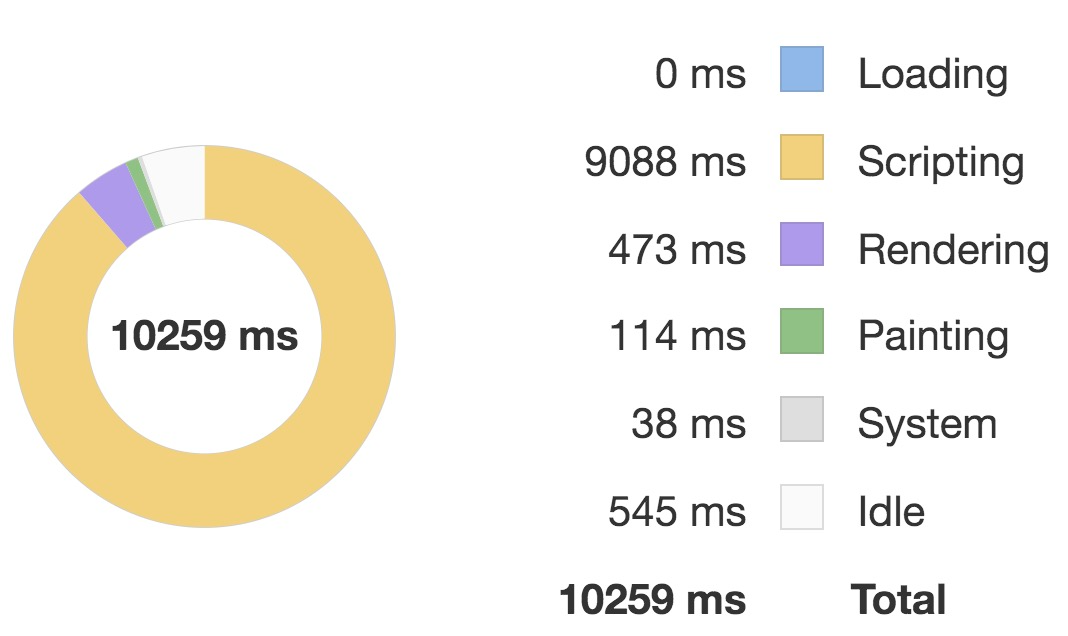 0 ms Loading
9088 ms Scripting
473 ms Rendering
10259 ms
114 ms Painting
38 ms System
545 ms Idle
10259 ms Total